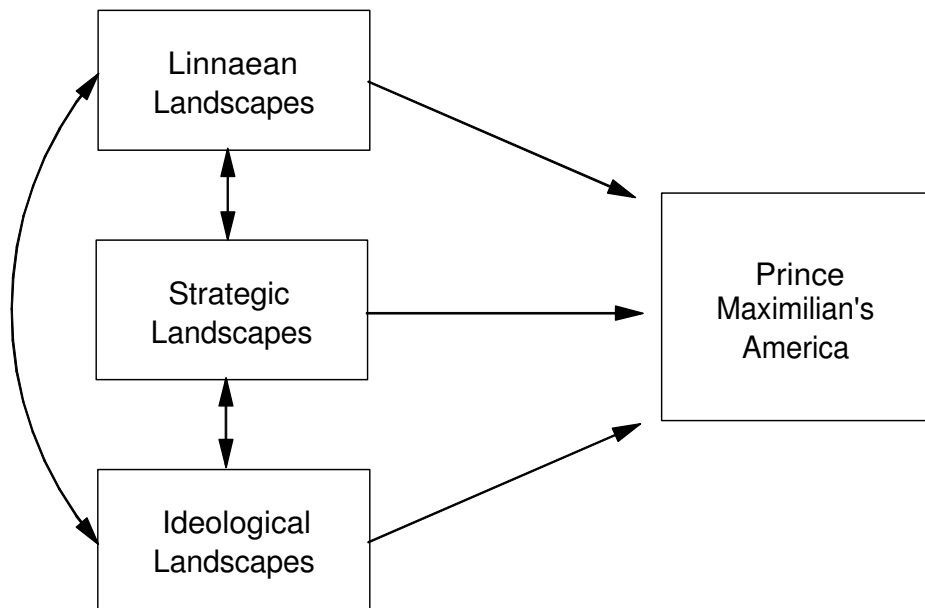 Linnaean
Landscapes
Strategic
Landscapes
Ideological
Landscapes
Prince
Maximilian's
America